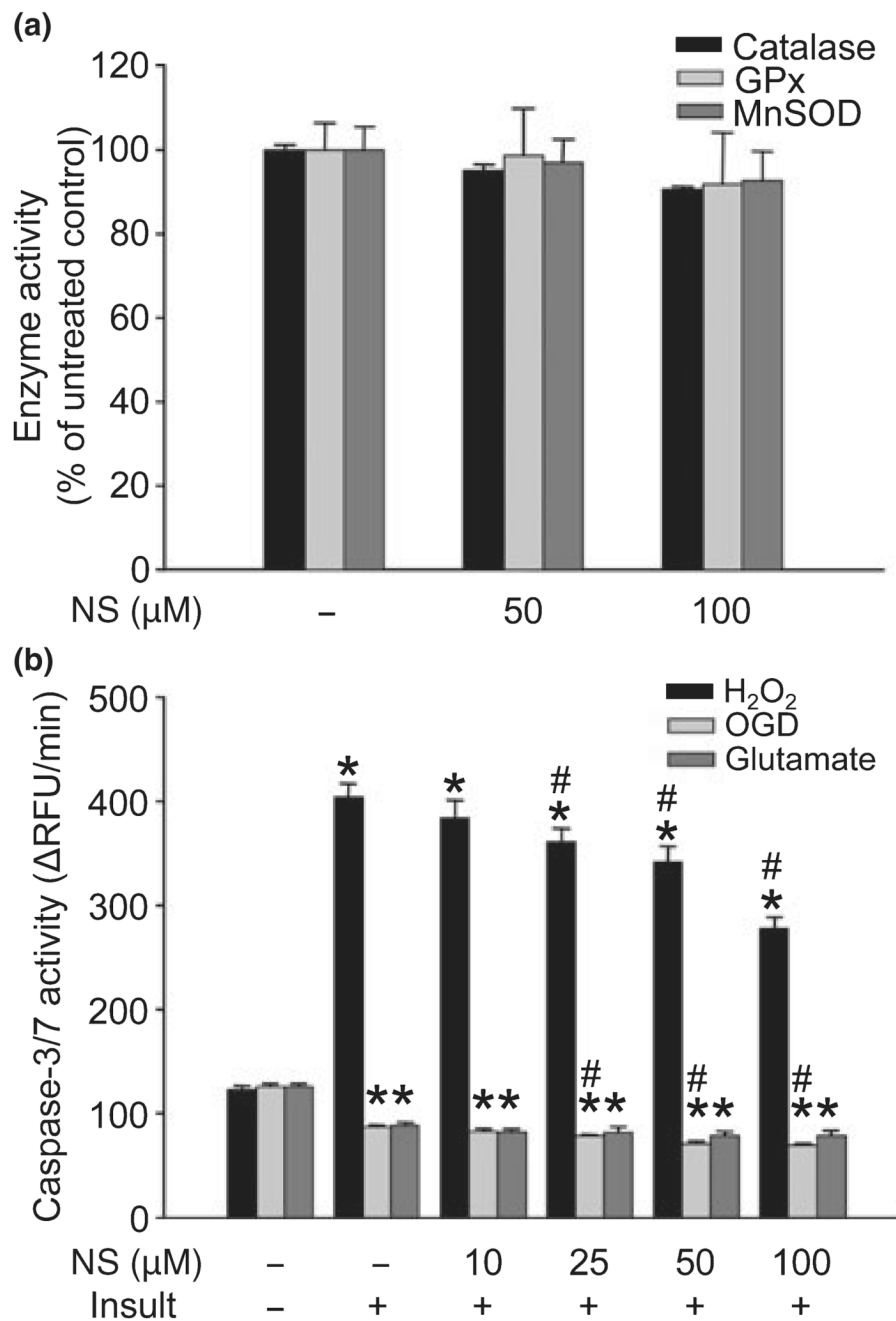 (a)
Catalase
GPx
MnSOD
Enzyme activity
(% of untreated control)
120
100
80
60
40
20
0
NS (μM) – 50 100
(b)
H₂O₂
OGD
Glutamate
Caspase-3/7 activity (ΔRFU/min)
500
400
300
200
100
0
* * # * # * # *
** ** # ** # ** # **
NS (μM) – – 10 25 50 100
Insult – + + + + +